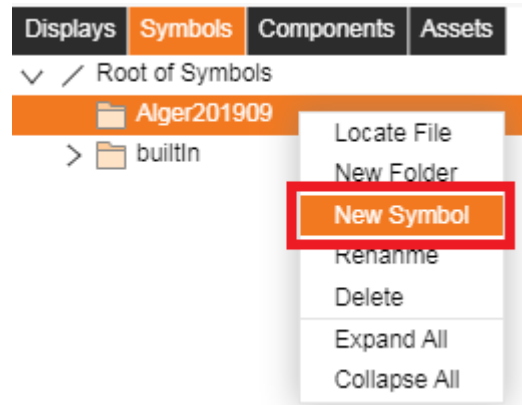 Displays Symbols Components Assets
Root of Symbols
Alger201909
builtIn
Locate File
New Folder
New Symbol
Renahme
Delete
Expand All
Collapse All